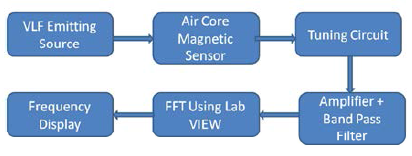 VLF Emitting
Source
Air Core
Magnetic
Sensor
Tuning Circuit
Amplifier +
Band Pass
Filter
FFT Using Lab
VIEW
Frequency
Display